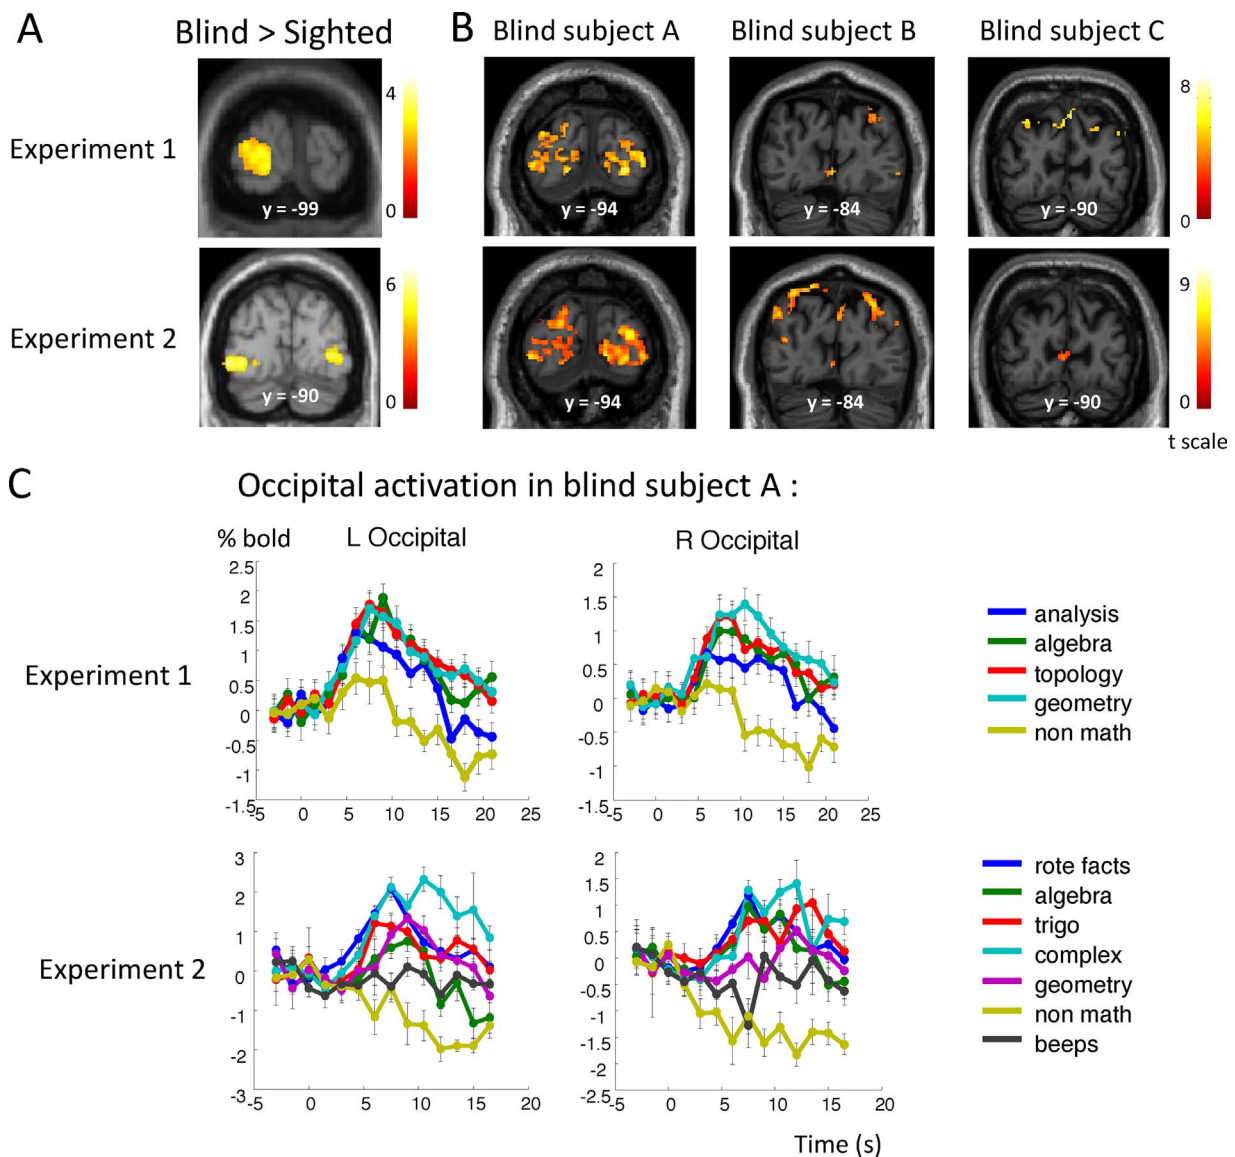 A
Blind > Sighted
B
Blind subject A
Blind subject B
Blind subject C
Experiment 1
4
0
y = -99
y = -94
y = -84
y = -90
8
0
Experiment 2
6
0
y = -90
y = -94
y = -84
y = -90
9
0
t scale
C
Occipital activation in blind subject A :
% bold
L Occipital
R Occipital
Experiment 1
2.5
2
1.5
1
0.5
0
-0.5
-1
-1.5
-5 0 5 10 15 20 25
2
1.5
1
0.5
0
-0.5
-1
-1.5
-5 0 5 10 15 20 25
analysis
algebra
topology
geometry
non math
Experiment 2
3
2
1
0
-1
-2
-3
-5 0 5 10 15 20
2
1.5
1
0.5
0
-0.5
-1
-1.5
-2
-2.5
-5 0 5 10 15 20
rote facts
algebra
trigo
complex
geometry
non math
beeps
Time (s)